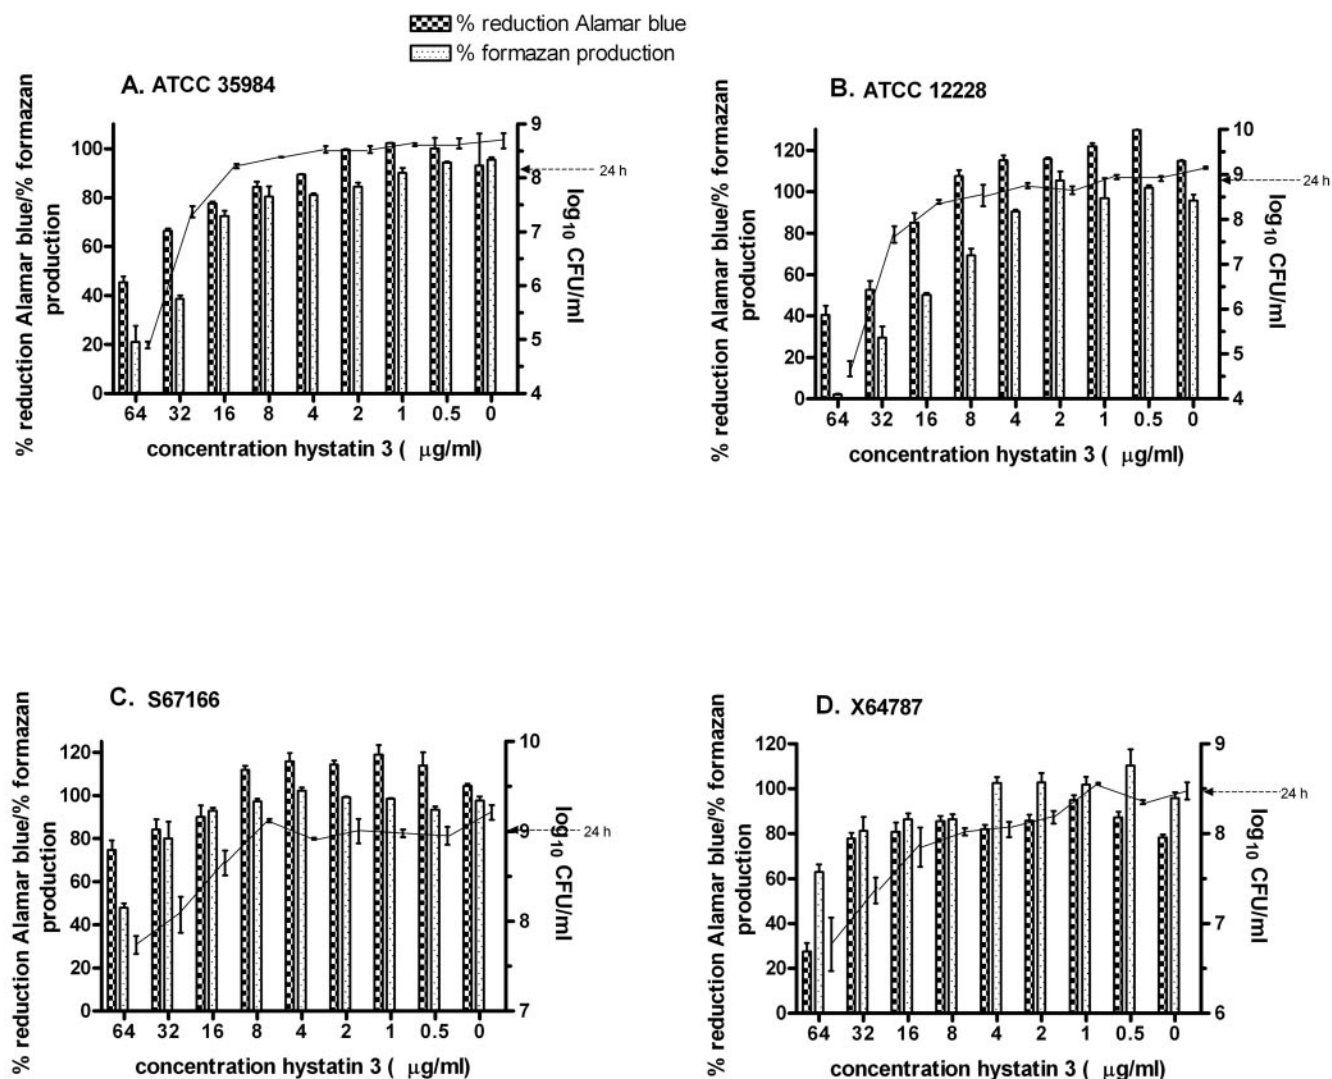 % reduction Alamar blue
% formazan production
A. ATCC 35984
% reduction Alamar blue/% formazan
production
100
80
60
40
20
0
9
8
7
6
5
4
24 h
log10 CFU/ml
64 32 16 8 4 2 1 0.5 0
concentration hystatin 3 ( μg/ml)
B. ATCC 12228
% reduction Alamar blue/% formazan
production
120
100
80
60
40
20
0
10
9
8
7
6
5
4
24 h
log10 CFU/ml
64 32 16 8 4 2 1 0.5 0
concentration hystatin 3 ( μg/ml)
C. S67166
% reduction Alamar blue/% formazan
production
120
100
80
60
40
20
0
10
9
8
7
24 h
log10 CFU/ml
64 32 16 8 4 2 1 0.5 0
concentration hystatin 3 ( μg/ml)
D. X64787
% reduction Alamar blue/% formazan
production
120
100
80
60
40
20
0
9
8
7
6
24 h
log10 CFU/ml
64 32 16 8 4 2 1 0.5 0
concentration hystatin 3 ( μg/ml)